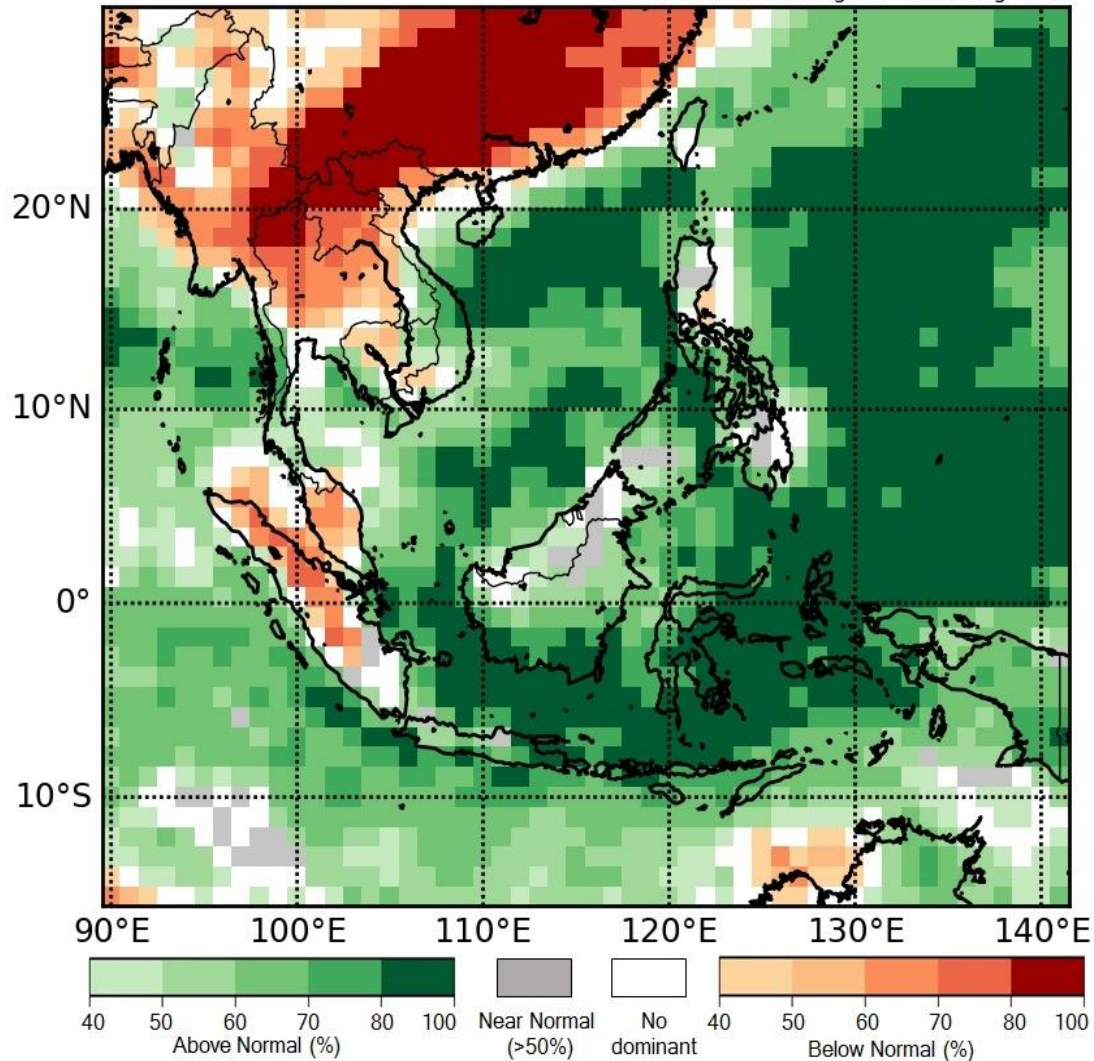 20°N
10°N
0°
10°S
90°E 100°E 110°E 120°E 130°E 140°E
40 50 60 70 80 100 Near Normal No 40 50 60 70 80 100
Above Normal (%) (>50%) dominant Below Normal (%)